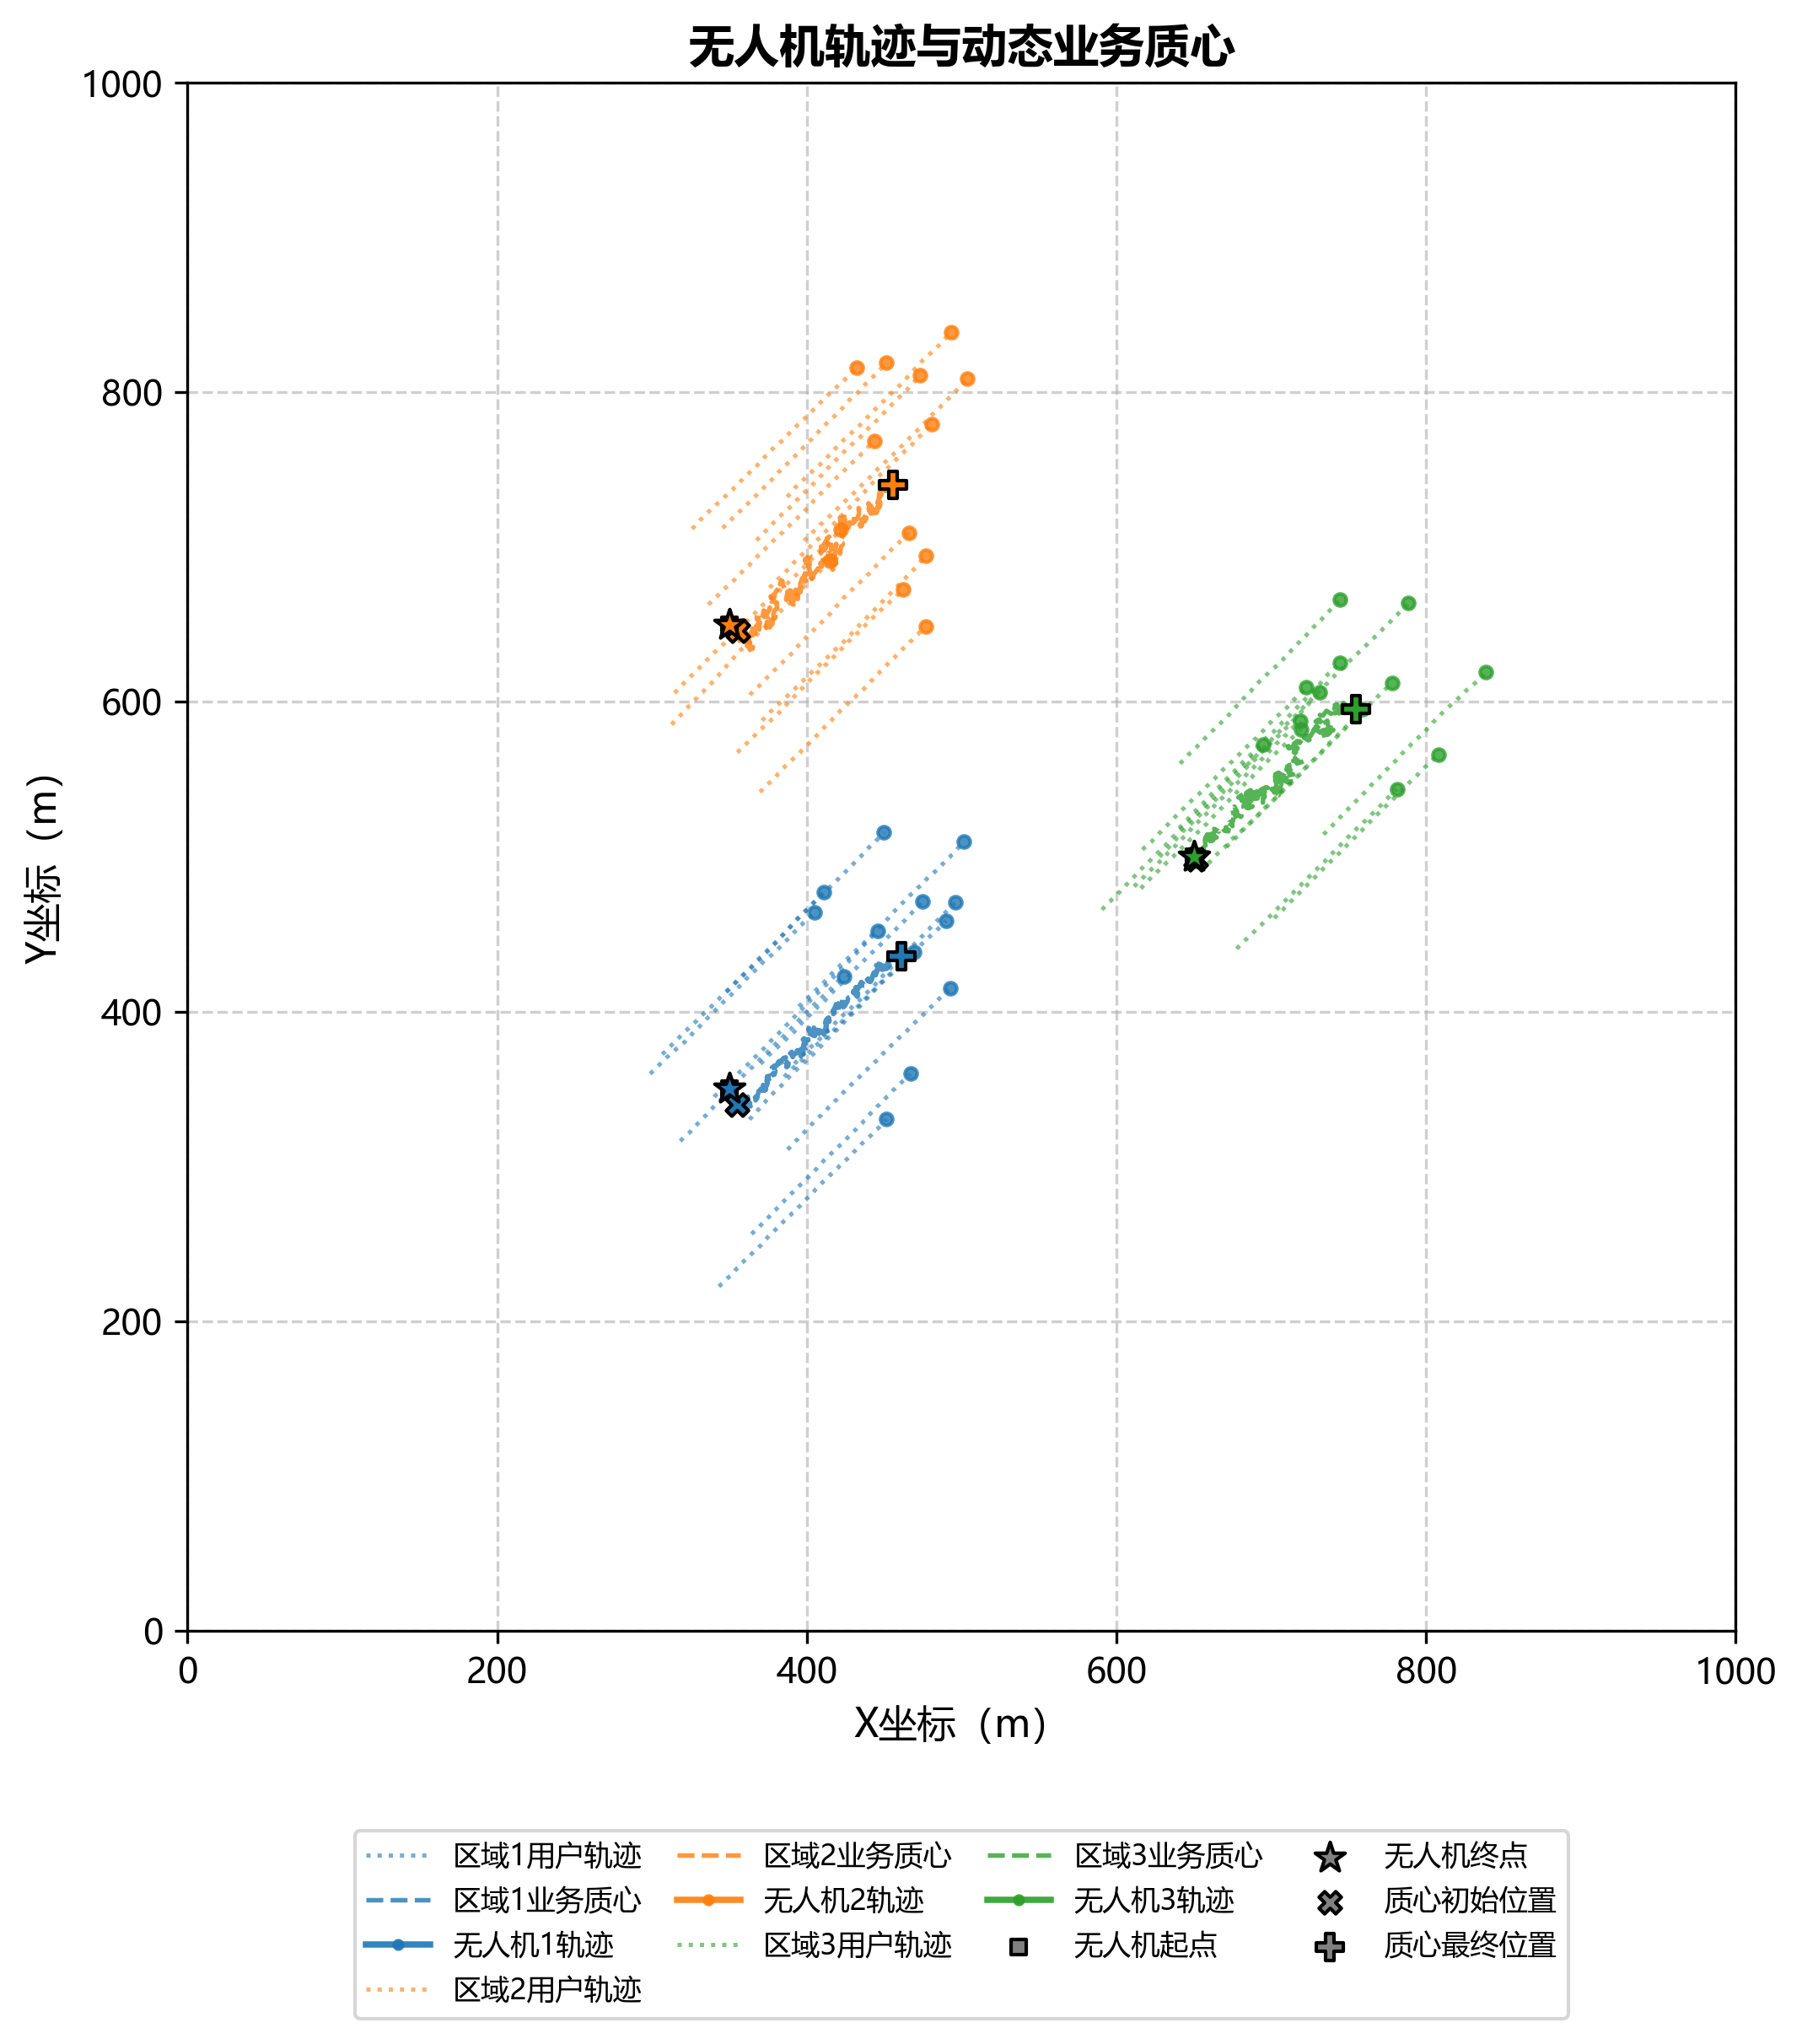 无人机轨迹与动态业务质心
1000
800
600
400
200
0
Y坐标（m）
0 200 400 600 800 1000
X坐标（m）
区域1用户轨迹 区域2业务质心 区域3业务质心 无人机终点
区域1业务质心 无人机2轨迹 无人机3轨迹 质心初始位置
无人机1轨迹 区域3用户轨迹 无人机起点 质心最终位置
区域2用户轨迹